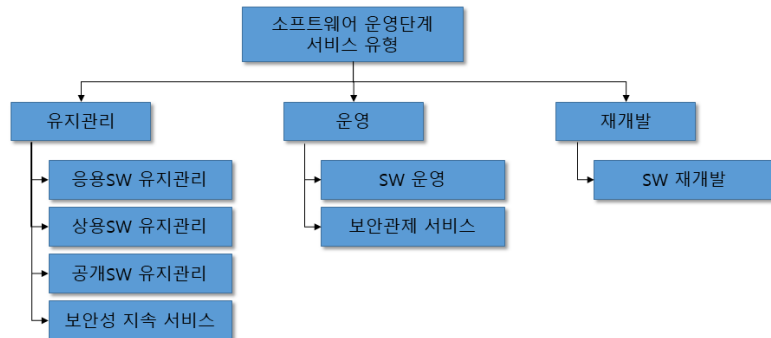 소프트웨어 운영단계
서비스 유형
유지관리
운영
재개발
응용SW 유지관리
SW 운영
SW 재개발
상용SW 유지관리
보안관제 서비스
공개SW 유지관리
보안성 지속 서비스